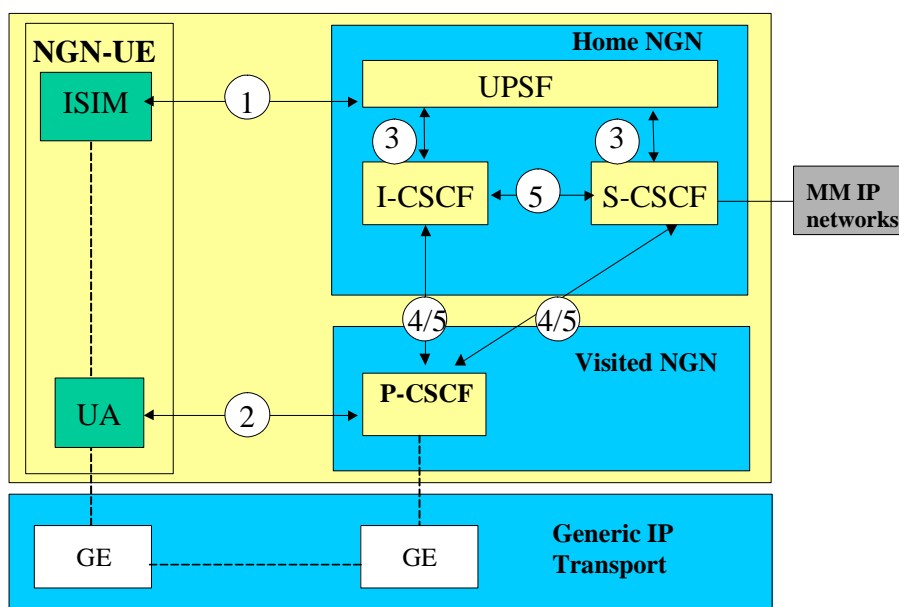 NGN-UE
Home NGN
ISIM
1
UPSF
3
3
I-CSCF
5
S-CSCF
MM IP
networks
4/5
4/5
Visited NGN
UA
2
P-CSCF
GE
GE
Generic IP
Transport